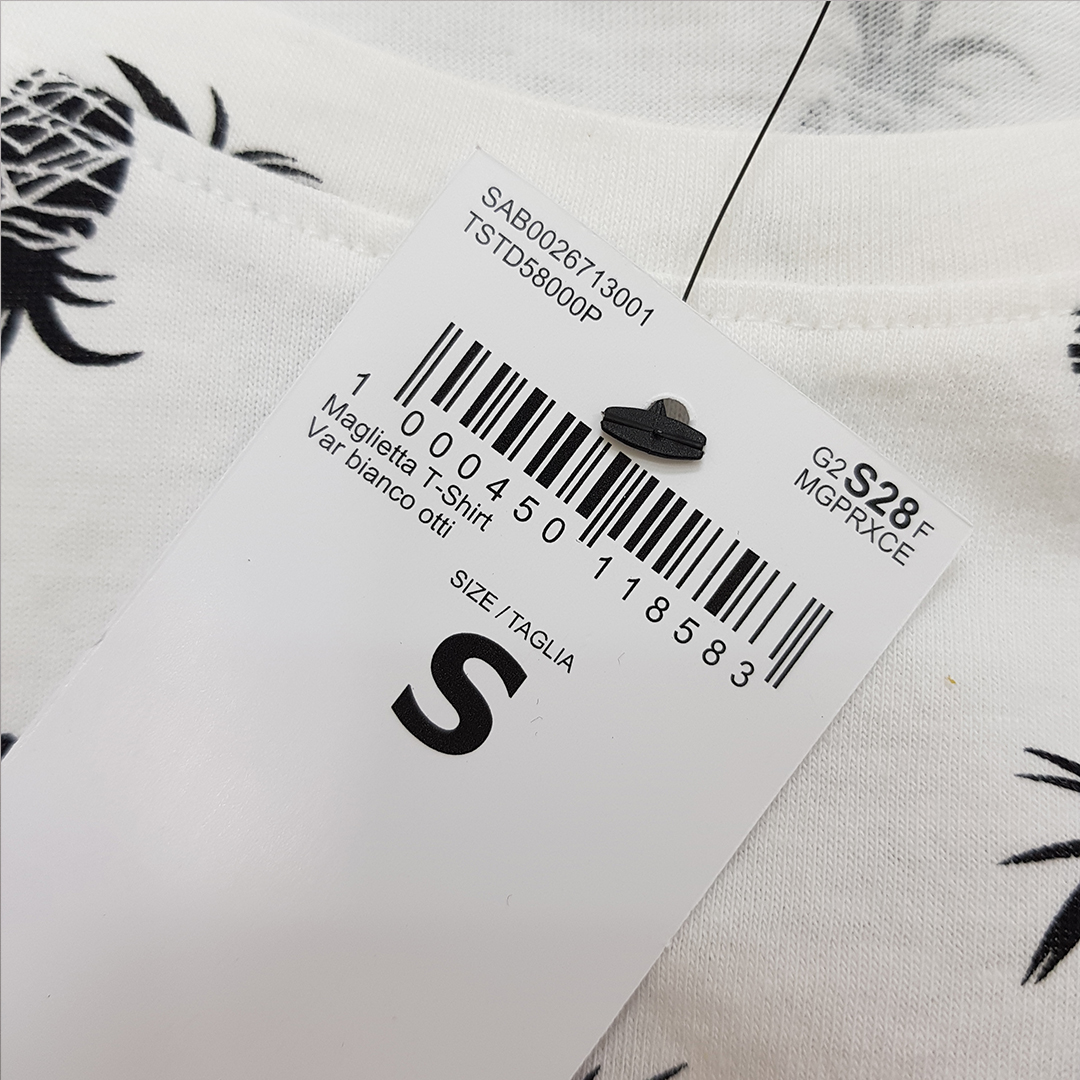 SAB0026713001
TSTD58000P
G2 S28 F
MGPRXCE
1 000450 118583
Maglietta T-Shirt
Var bianco otti
SIZE / TAGLIA
S